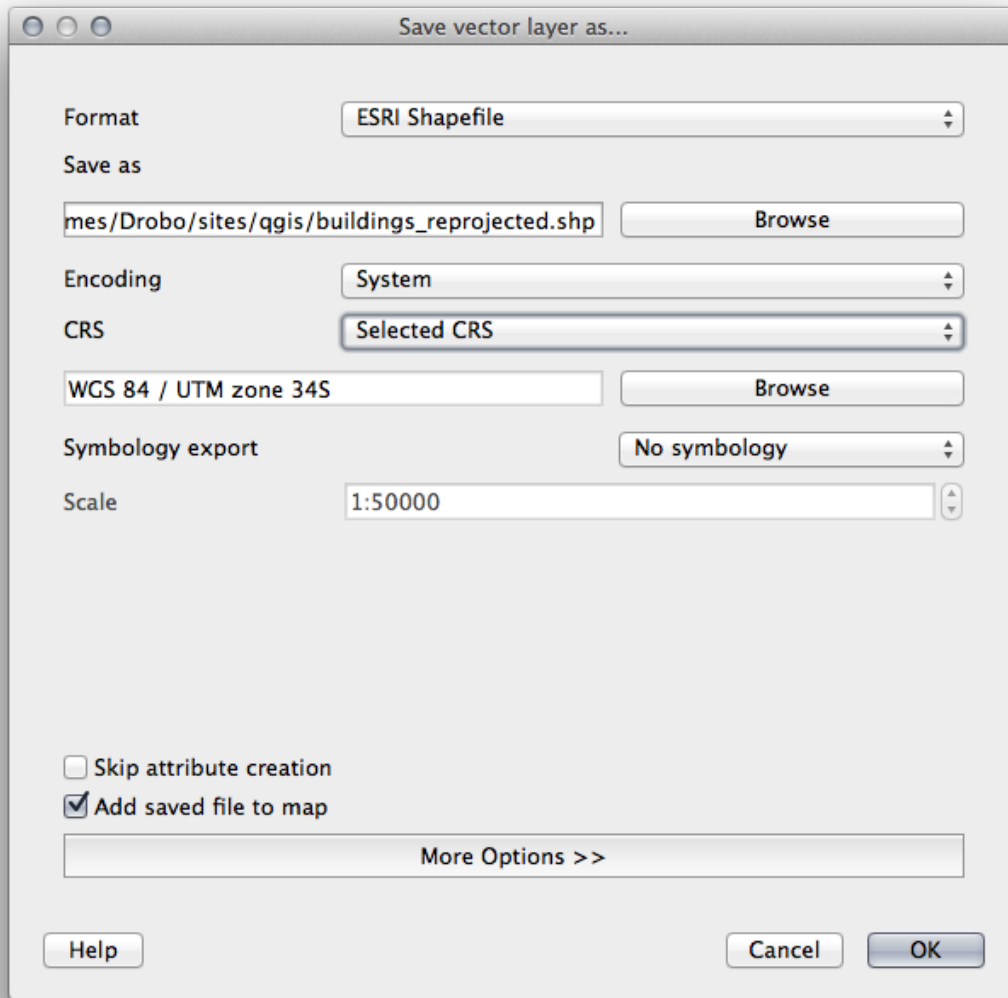 Save vector layer as...
Format ESRI Shapefile
Save as
mes/Drobo/sites/qgis/buildings_reprojected.shp Browse
Encoding System
CRS Selected CRS
WGS 84 / UTM zone 34S Browse
Symbology export No symbology
Scale 1:50000
Skip attribute creation
Add saved file to map
More Options >>
Help Cancel OK